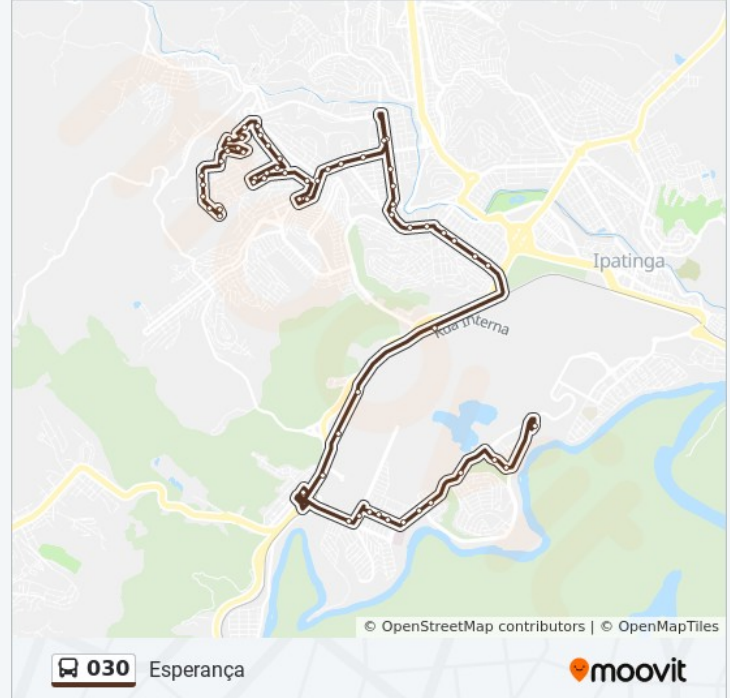 Ipatinga
Rua Interna
© OpenStreetMap contributors | © OpenMapTiles
030 Esperança
moovit